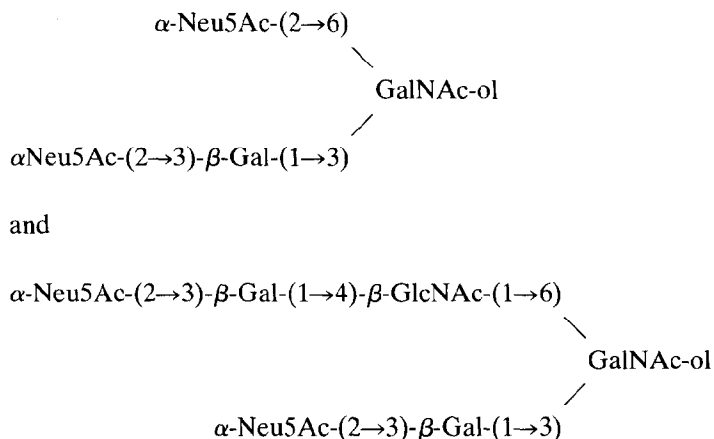 α-Neu5Ac-(2→6)
GalNAc-ol
αNeu5Ac-(2→3)-β-Gal-(1→3)
and
α-Neu5Ac-(2→3)-β-Gal-(1→4)-β-GlcNAc-(1→6)
GalNAc-ol
α-Neu5Ac-(2→3)-β-Gal-(1→3)